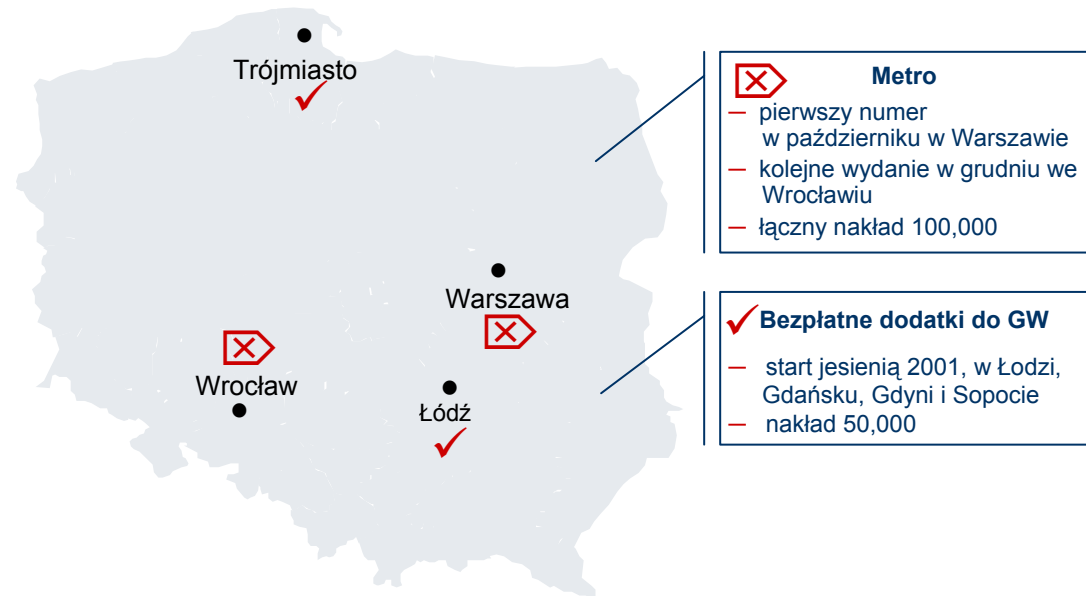 Trójmiasto
Warszawa
Wrocław
Łódź
Metro
— pierwszy numer
w październiku w Warszawie
— kolejne wydanie w grudniu we
Wrocławiu
— łączny nakład 100,000
Bezpłatne dodatki do GW
— start jesienią 2001, w Łodzi,
Gdańsku, Gdyni i Sopocie
— nakład 50,000